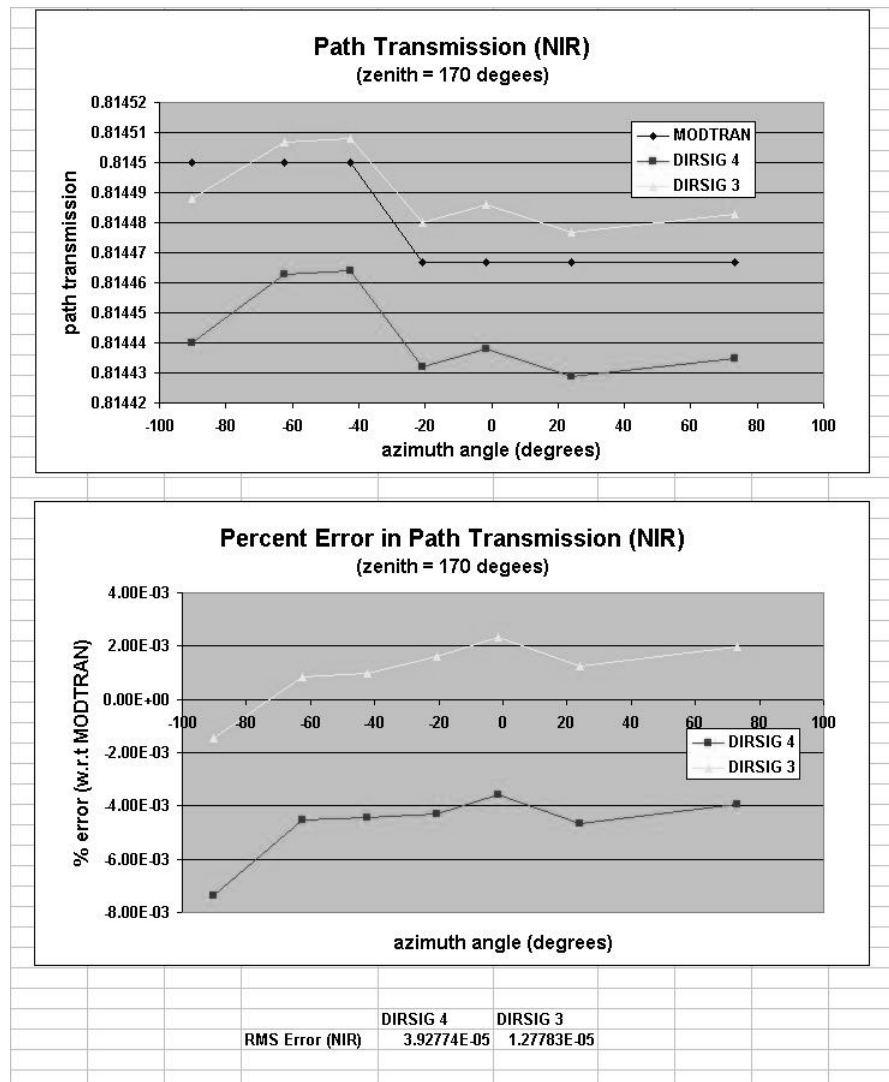 Path Transmission (NIR)
(zenith = 170 degees)
path transmission
0.81452
0.81451
0.8145
0.81449
0.81448
0.81447
0.81446
0.81445
0.81444
0.81443
0.81442
MODTRAN
DIRSIG 4
DIRSIG 3
-100 -80 -60 -40 -20 0 20 40 60 80 100
azimuth angle (degrees)
Percent Error in Path Transmission (NIR)
(zenith = 170 degees)
% error (w.r.t MODTRAN)
4.00E-03
2.00E-03
0.00E+00
-2.00E-03
-4.00E-03
-6.00E-03
-8.00E-03
-100 -80 -60 -40 -20 0 20 40 60 80 100
DIRSIG 4
DIRSIG 3
azimuth angle (degrees)
DIRSIG 4 DIRSIG 3
RMS Error (NIR) 3.92774E-05 1.27783E-05